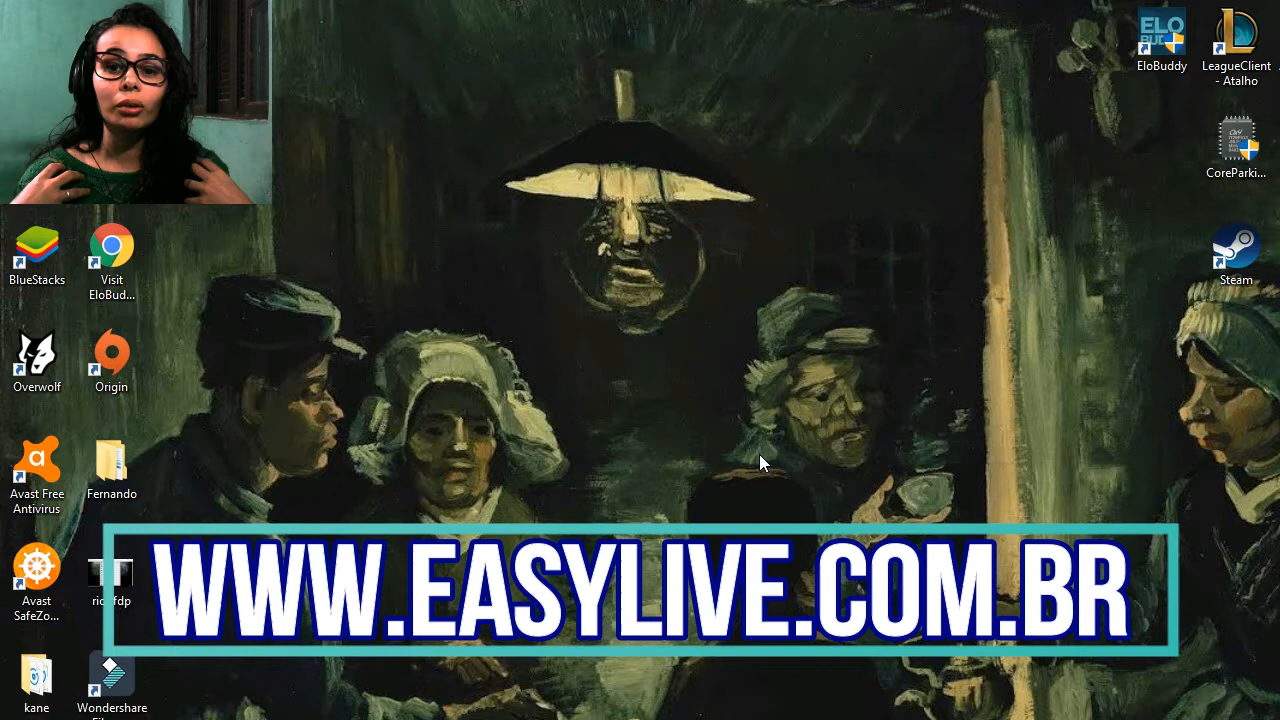 ELO
BUDDY
EloBuddy
LeagueClient
- Atalho
CoreParki...
Steam
BlueStacks
Visit
EloBud...
Overwolf
Origin
Avast Free
Antivirus
Fernando
Avast
SafeZo...
WWW.EASYLIVE.COM.BR
kane
Wondershare